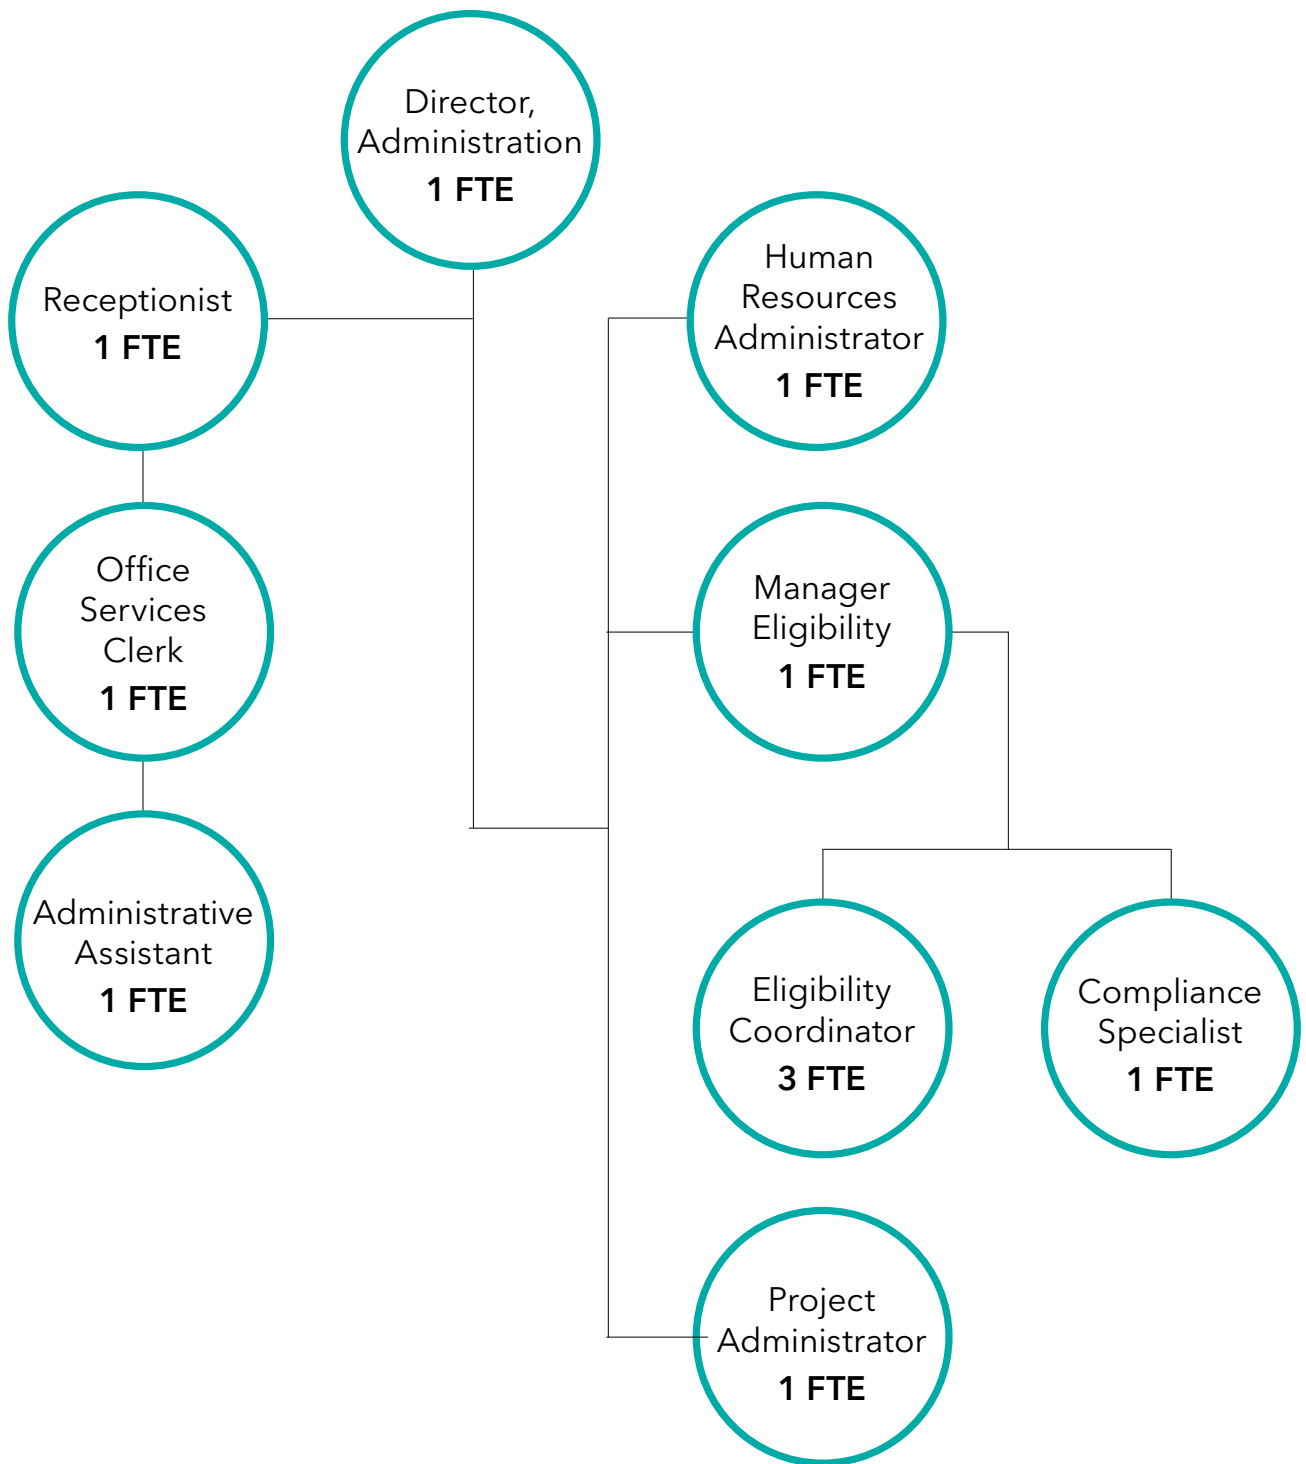 Director,
Administration
1 FTE
Receptionist
1 FTE
Human
Resources
Administrator
1 FTE
Office
Services
Clerk
1 FTE
Manager
Eligibility
1 FTE
Administrative
Assistant
1 FTE
Eligibility
Coordinator
3 FTE
Compliance
Specialist
1 FTE
Project
Administrator
1 FTE